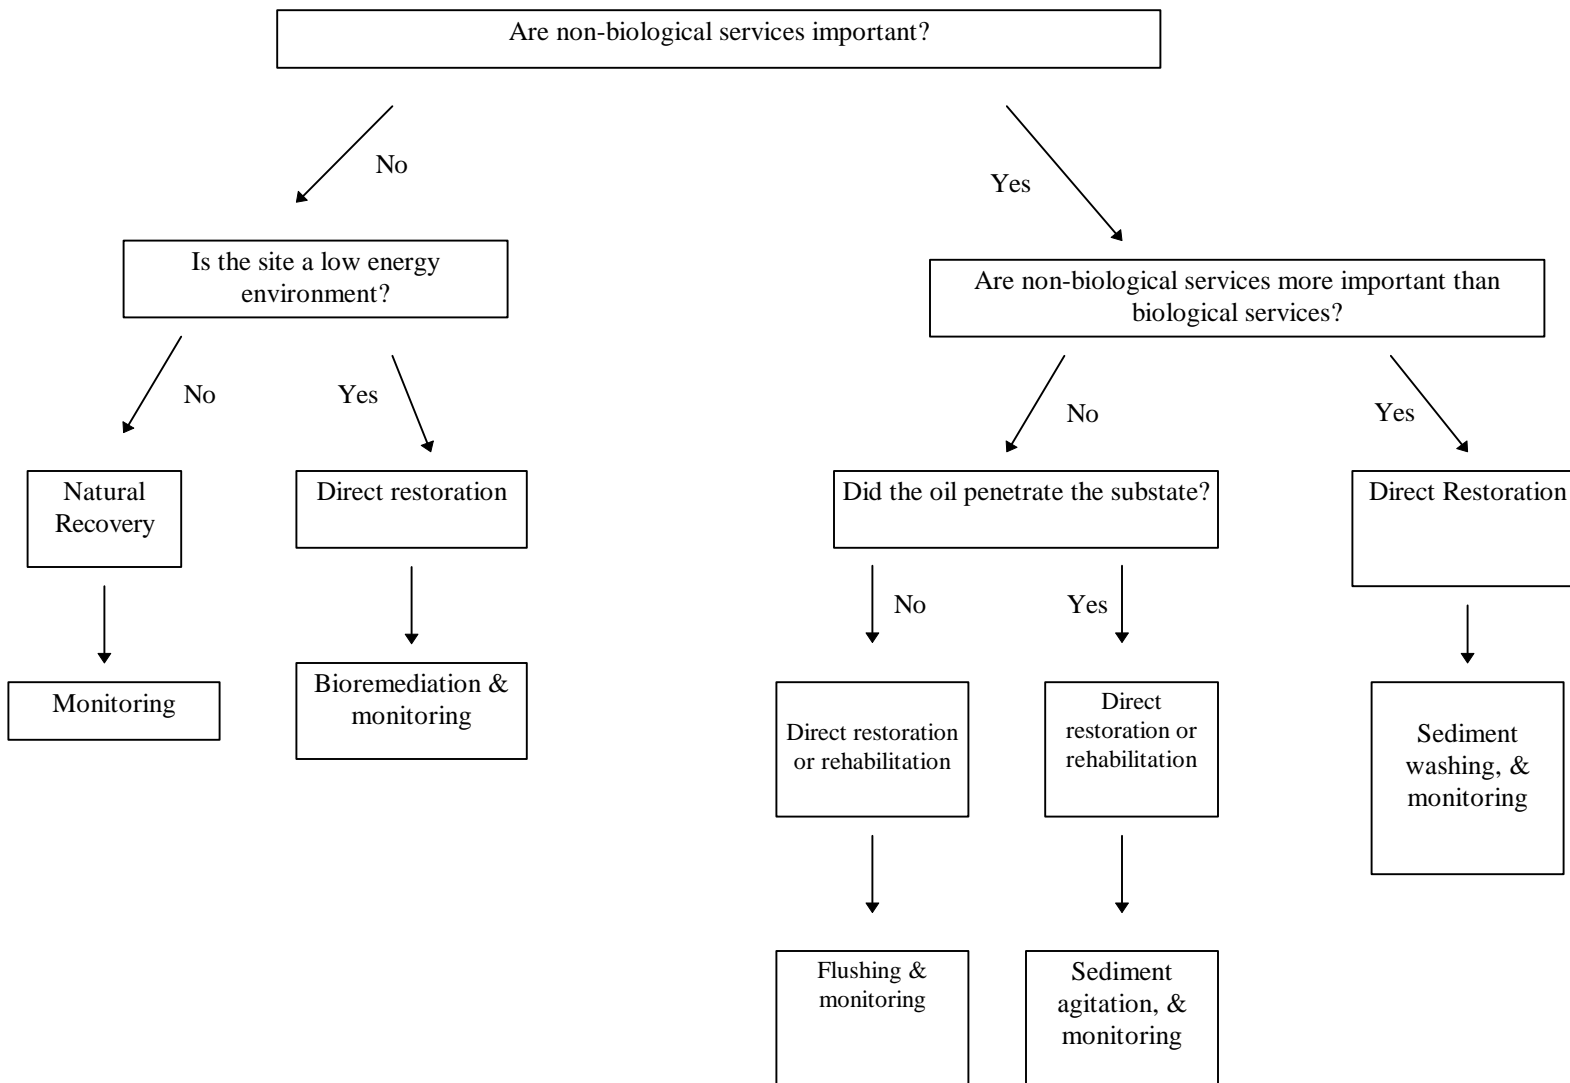 Are non-biological services important?
No
Yes
Is the site a low energy
environment?
Are non-biological services more important than
biological services?
No
Yes
No
Yes
Natural
Recovery
Direct restoration
Did the oil penetrate the substate?
Direct Restoration
No
Yes
Monitoring
Bioremediation &
monitoring
Direct restoration
or rehabilitation
Direct
restoration or
rehabilitation
Sediment
washing, &
monitoring
Flushing &
monitoring
Sediment
agitation, &
monitoring